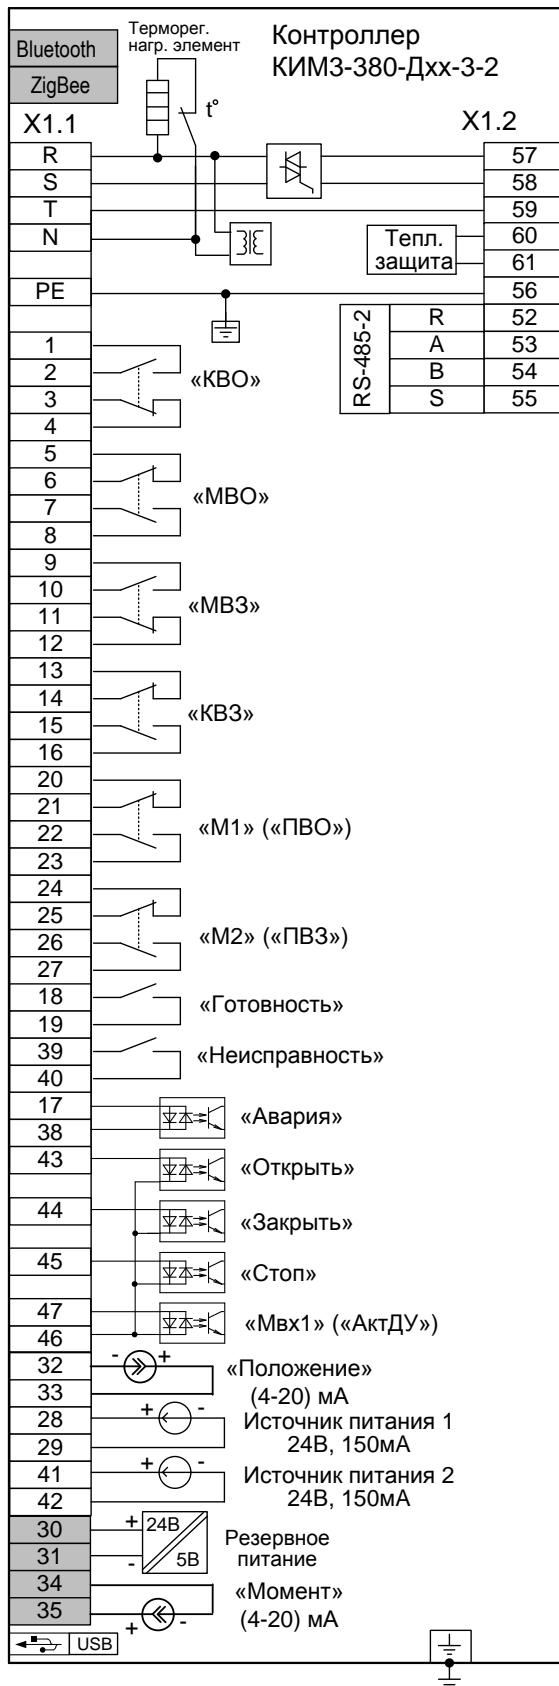 Bluetooth
ZigBee
Терморег.
нагр. элемент
Контроллер
КИМ3-380-Дхх-3-2
t°
X1.1
X1.2
R
57
S
58
T
59
N
Тепл.
защита
60
61
PE
56
RS-485-2
R
52
A
53
B
54
S
55
1
2
«КВО»
3
4
5
6
«МВО»
7
8
9
10
«МВЗ»
11
12
13
14
«КВЗ»
15
16
20
21
«М1» («ПВО»)
22
23
24
25
«М2» («ПВЗ»)
26
27
18
«Готовность»
19
39
«Неисправность»
40
17
«Авария»
38
43
«Открыть»
44
«Закрыть»
45
«Стоп»
47
«Мвх1» («АктДУ»)
46
32
- +
«Положение»
33
(4-20) мА
28
+ -
Источник питания 1
29
24В, 150мА
41
+ -
Источник питания 2
42
24В, 150мА
30
+
24В
Резервное
31
-
5В
питание
34
«Момент»
35
+ -
(4-20) мА
USB